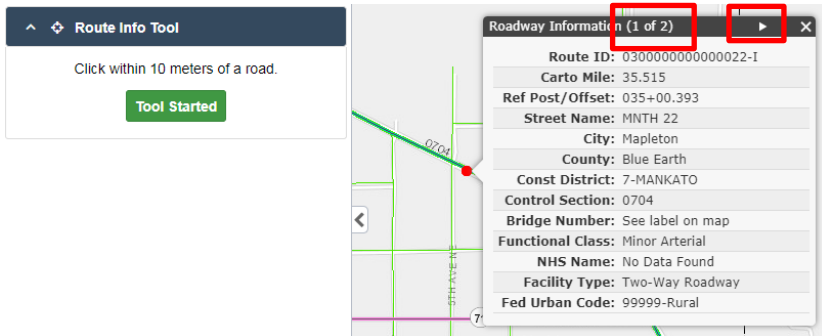 Route Info Tool
Click within 10 meters of a road.
Tool Started
Roadway Information (1 of 2)
Route ID: 0300000000000022-I
Carto Mile: 35.515
Ref Post/Offset: 035+00.393
Street Name: MNTH 22
City: Mapleton
County: Blue Earth
Const District: 7-MANKATO
Control Section: 0704
Bridge Number: See label on map
Functional Class: Minor Arterial
NHS Name: No Data Found
Facility Type: Two-Way Roadway
Fed Urban Code: 99999-Rural
0704
5TH AVE NE